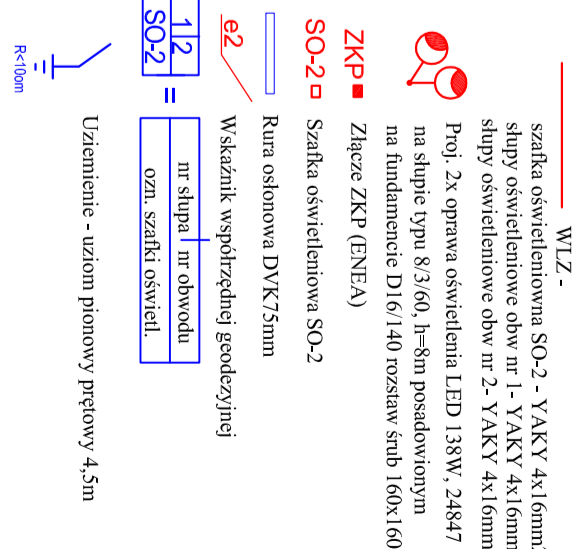 WLZ -
szafka oświetleniowna SO-2 - YAKY 4x16mm2
słupy oświetleniowe obw nr 1- YAKY 4x16mm
słupy oświetleniowe obw nr 2- YAKY 4x16mm
Proj. 2x oprawa oświetlenia LED 138W, 24847
na słupie typu 8/3/60, h=8m posadowionym
na fundamencie D16/140 rozstaw śrub 160x160
ZKP Złącze ZKP (ENEA)
SO-2 Szafka oświetleniowa SO-2
Rura osłonowa DVK75mm
e2 Wskaźnik współrzędnej geodezyjnej
1 2 = nr słupa nr obwodu
SO-2 ozn. szafki oświetl.
Uziemienie - uziom pionowy prętowy 4,5m
R<10om